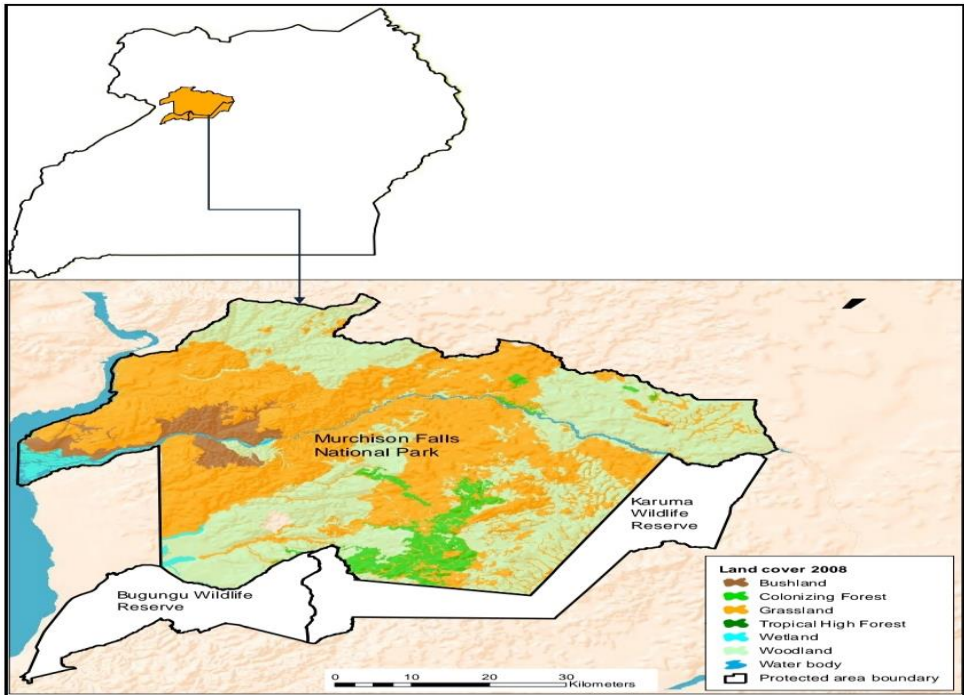 Murchison Falls
National Park
Karuma
Wildlife
Reserve
Bugungu Wildlife
Reserve
Land cover 2008
Bushland
Colonizing Forest
Grassland
Tropical High Forest
Wetland
Woodland
Water body
Protected area boundary
0 10 20 30
Kilometers